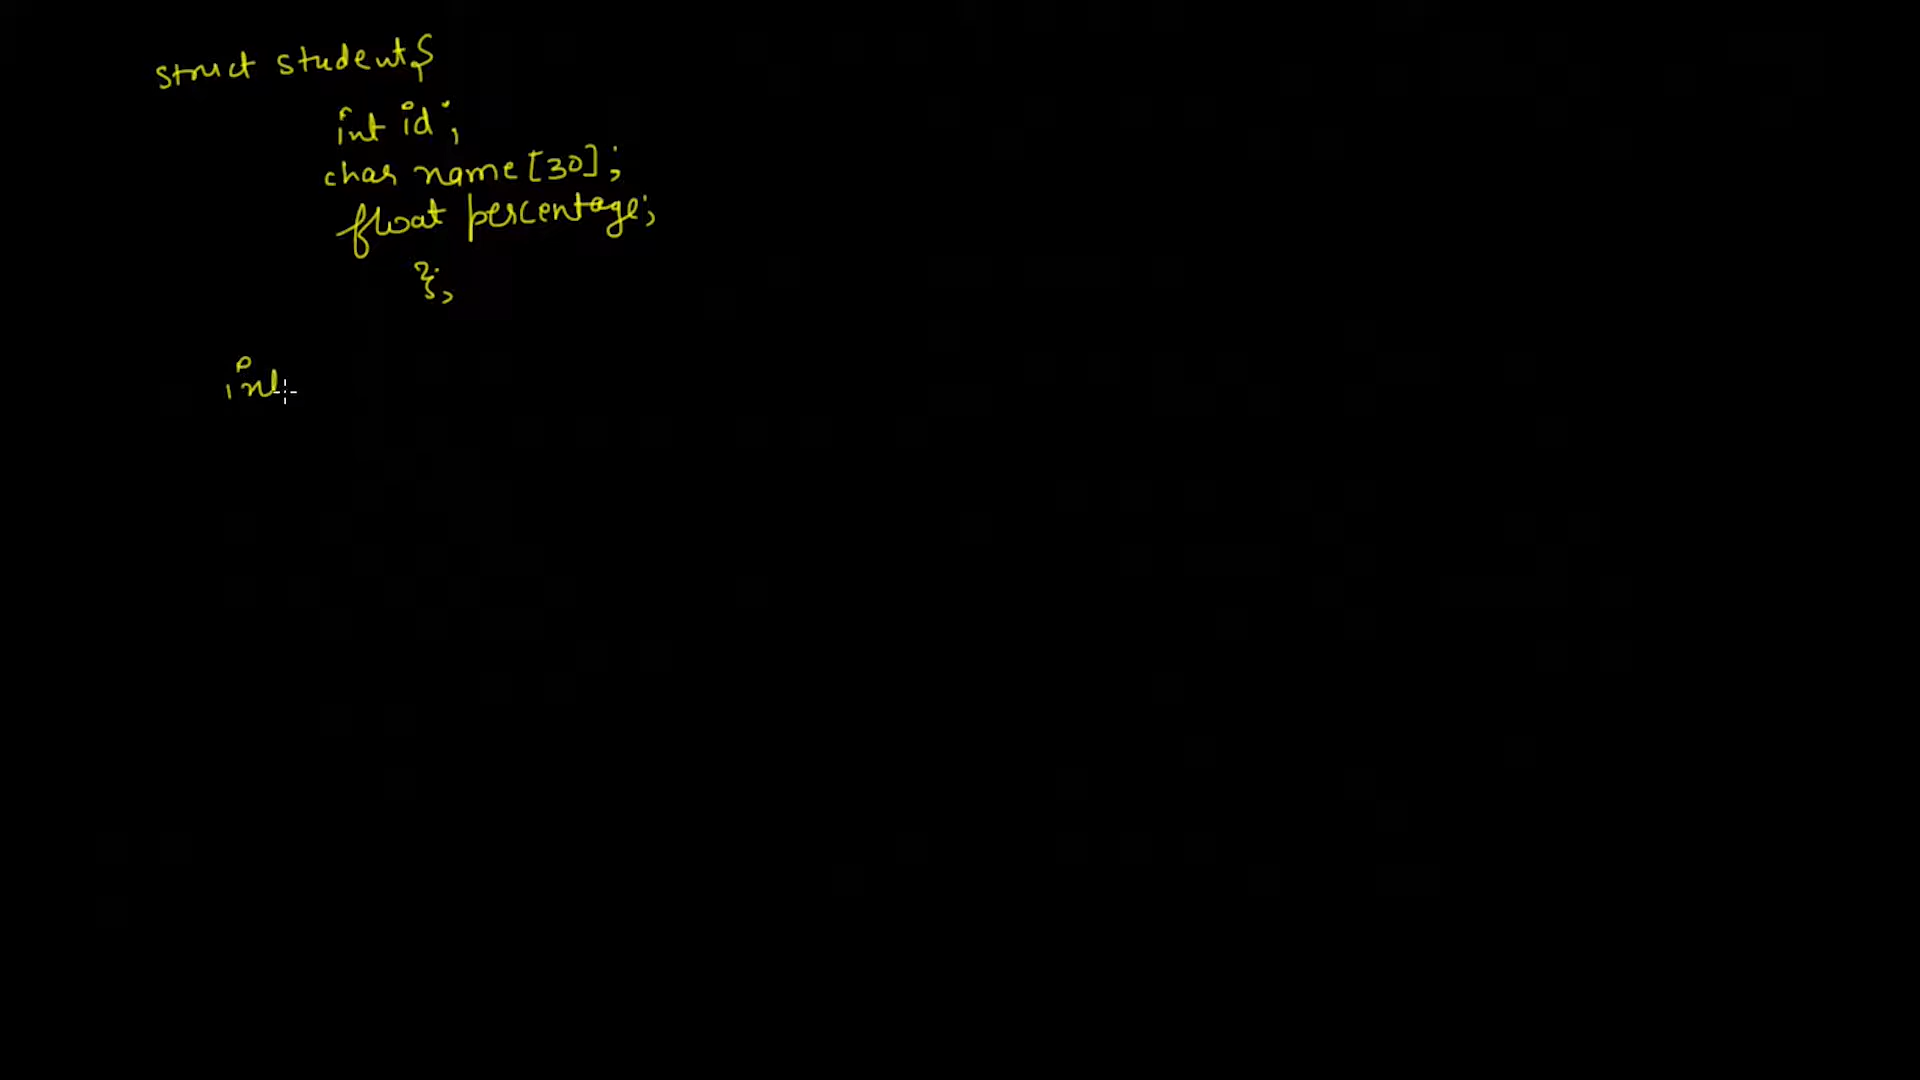 struct student{
int id;
char name[30];
float percentage;
};
int